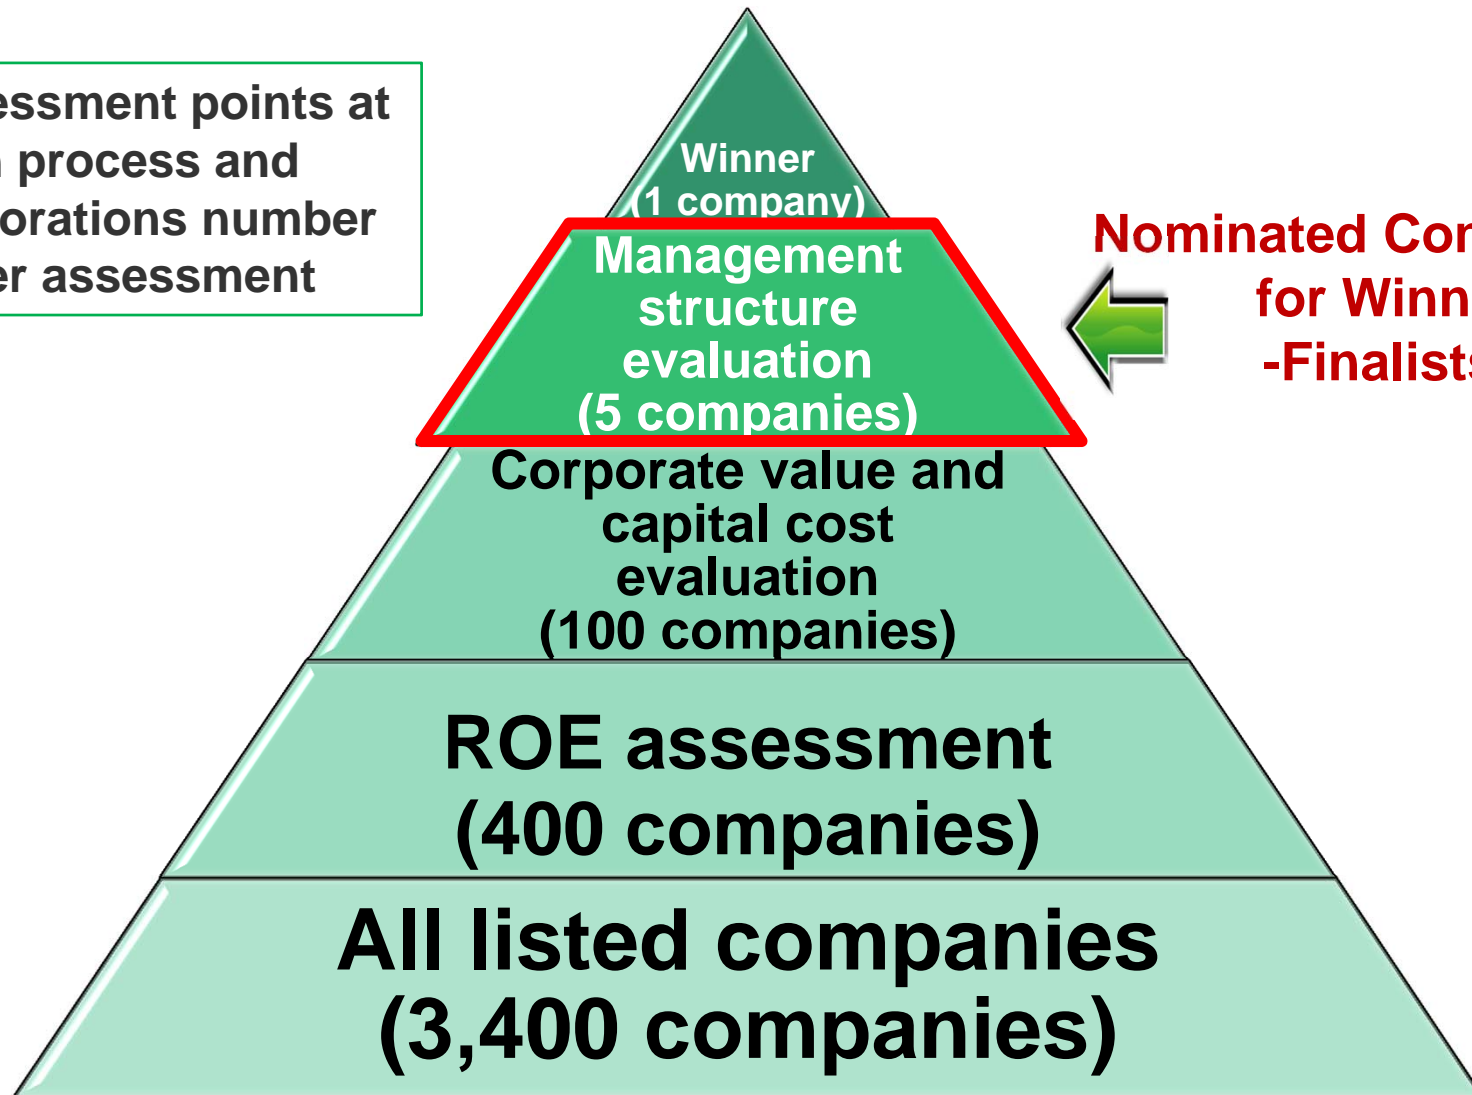 essment points at
process and
orations number
er assessment
Winner
(1 company)
Management
structure
evaluation
(5 companies)
Nominated
for Winn
-Finalists
Corporate value and
capital cost
evaluation
(100 companies)
ROE assessment
(400 companies)
All listed companies
(3,400 companies)